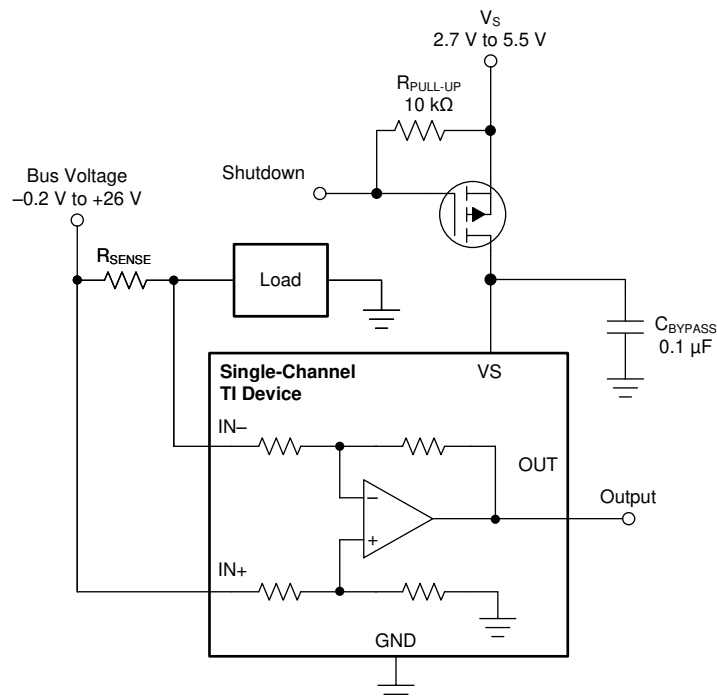 VS
2.7 V to 5.5 V
RPULL-UP
10 kΩ
Shutdown
Bus Voltage
–0.2 V to +26 V
RSENSE
Load
CBYPASS
0.1 µF
Single-Channel
TI Device
VS
IN–
OUT
–
Output
+
IN+
GND